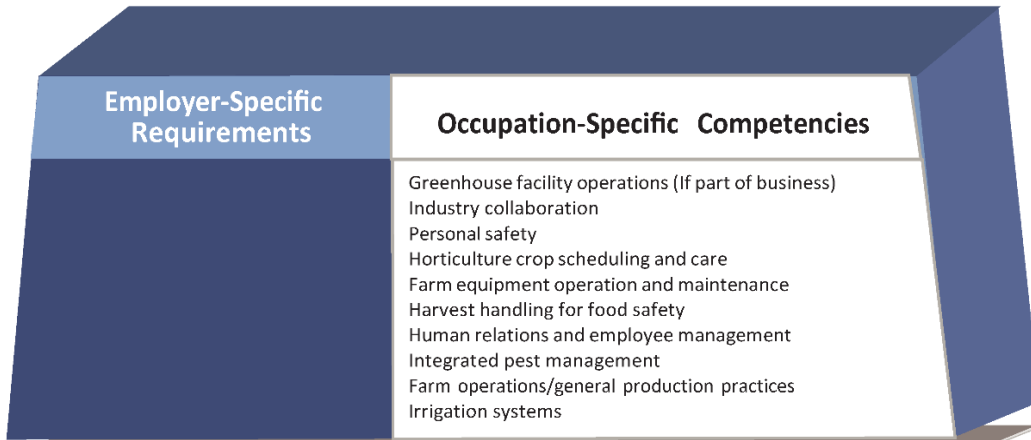 Employer-Specific
Requirements
Occupation-Specific Competencies
Greenhouse facility operations (If part of business)
Industry collaboration
Personal safety
Horticulture crop scheduling and care
Farm equipment operation and maintenance
Harvest handling for food safety
Human relations and employee management
Integrated pest management
Farm operations/general production practices
Irrigation systems